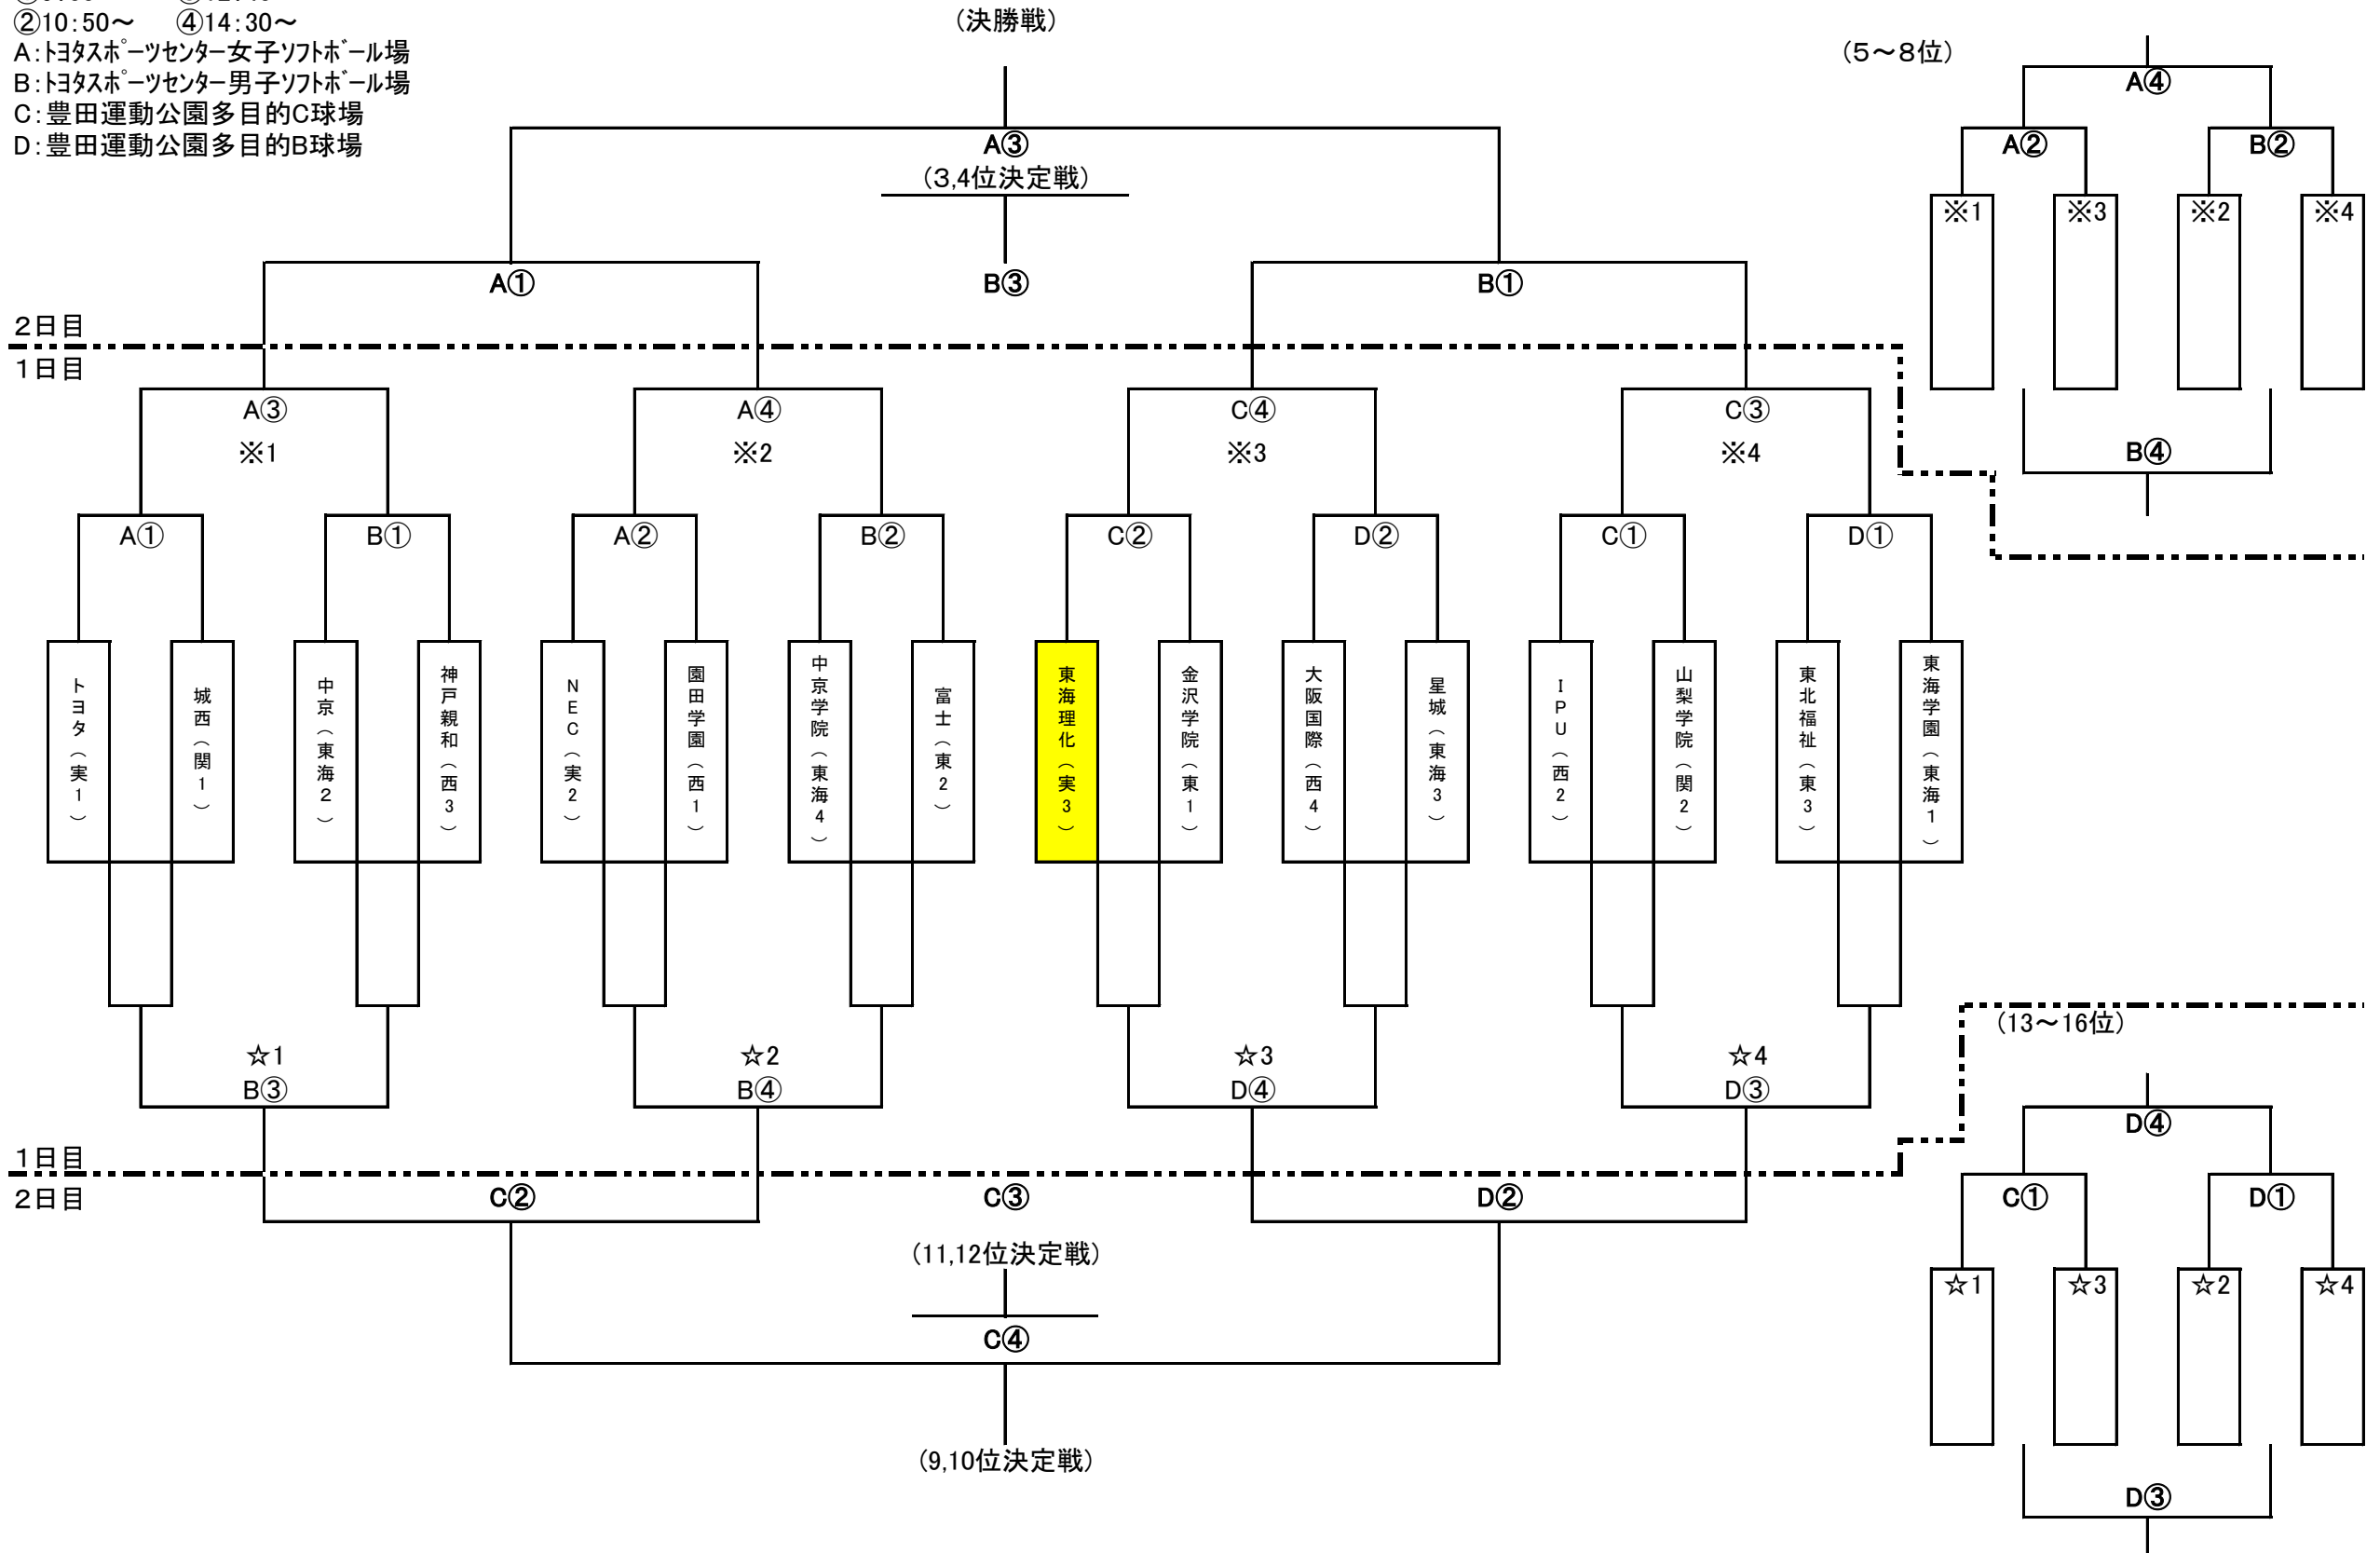 ②10:50～ ④14:30～
A:ﾄﾖﾀｽﾎﾟｰﾂｾﾝﾀｰ女子ｿﾌﾄﾎﾞｰﾙ場
B:ﾄﾖﾀｽﾎﾟｰﾂｾﾝﾀｰ男子ｿﾌﾄﾎﾞｰﾙ場
C:豊田運動公園多目的C球場
D:豊田運動公園多目的B球場
(決勝戦)
(5～8位)
A④
A③
A② B②
(3,4位決定戦)
※1 ※3 ※2 ※4
A① B③ B①
2日目
1日目
A③ A④ C④ C③
※1 ※2 ※3 ※4
B④
A① B① A② B② C② D② C① D①
トヨタ(実1)
城西(関1)
中京(東海2)
神戸親和(西3)
NEC(実2)
園田学園(西1)
中京学院(東海4)
富士(東2)
東海理化(実3)
金沢学院(東1)
大阪国際(西4)
星城(東海3)
IPU(西2)
山梨学院(関2)
東北福祉(東3)
東海学園(東海1)
(13～16位)
☆1 ☆2 ☆3 ☆4
B③ B④ D④ D③
D④
1日目
2日目
C② C③ D② C① D①
(11,12位決定戦)
☆1 ☆3 ☆2 ☆4
C④
(9,10位決定戦)
D③